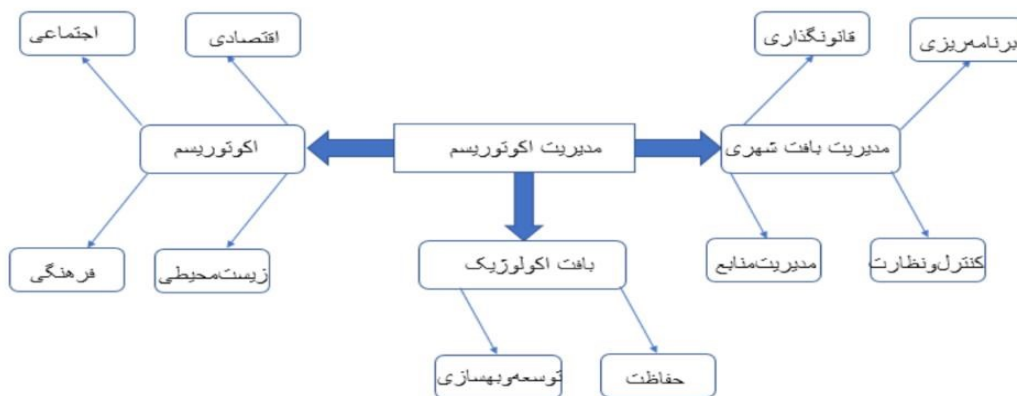 برنامه‌ریزی
قانونگذاری
اقتصادی
اجتماعی
مدیریت بافت شهری
مدیریت اکوتوریسم
اکوتوریسم
کنترل‌ونظارت
مدیریت‌منابع
بافت اکولوژیک
زیست‌محیطی
فرهنگی
حفاظت
توسعه‌وبهسازی